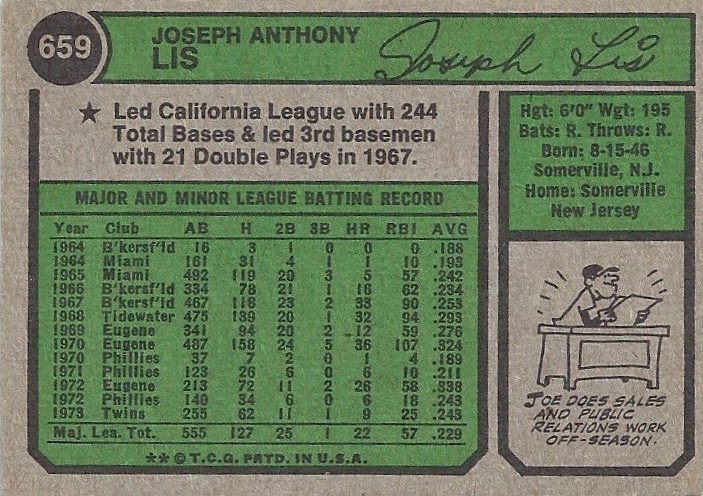 659
JOSEPH ANTHONY
LIS
Joseph Lis
★ Led California League with 244
Total Bases & led 3rd basemen
with 21 Double Plays in 1967.
Hgt: 6'0" Wgt: 195
Bats: R. Throws: R.
Born: 8-15-46
Somerville, N.J.
Home: Somerville
New Jersey
MAJOR AND MINOR LEAGUE BATTING RECORD
Year Club AB H 2B 3B HR RBI AVG
1964 B'kersf'ld 16 3 1 0 0 0 .188
1964 Miami 161 31 4 1 1 10 .193
1965 Miami 492 119 20 3 5 57 .242
1966 B'kersf'ld 334 78 21 1 16 62 .234
1967 B'kersf'ld 467 118 23 2 33 90 .253
1968 Tidewater 475 139 20 1 32 94 .293
1969 Eugene 341 94 20 2 12 59 .276
1970 Eugene 487 158 24 5 36 107 .324
1970 Phillies 37 7 2 0 1 4 .189
1971 Phillies 123 26 6 0 6 10 .211
1972 Eugene 213 72 11 2 26 58 .338
1972 Phillies 140 34 6 0 6 18 .243
1973 Twins 255 62 11 1 9 25 .243
Maj. Lea. Tot. 555 127 25 1 22 57 .229
** © T.C.G. PRTD. IN U.S.A.
JOE DOES SALES
AND PUBLIC
RELATIONS WORK
OFF-SEASON.